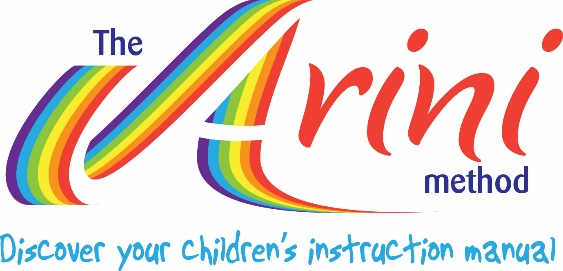 The
Arini
method
Discover your children's instruction manual